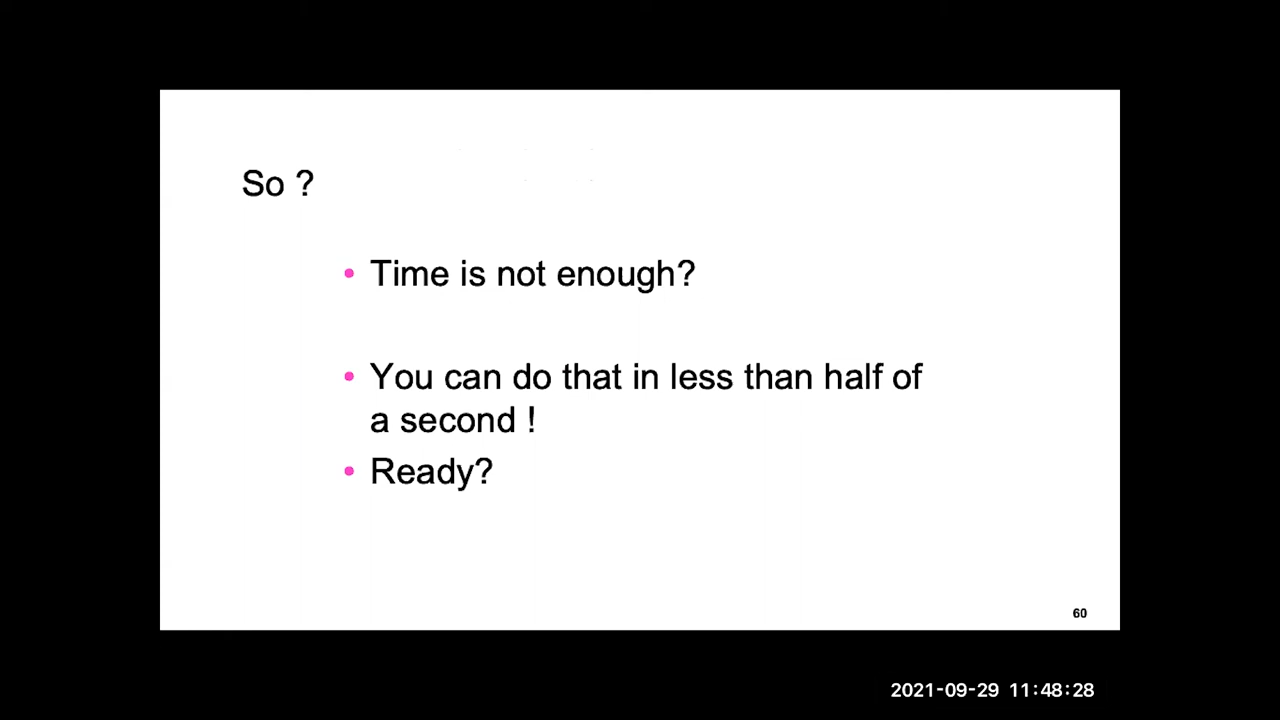 So ?
• Time is not enough?
• You can do that in less than half of
a second !
• Ready?
60
2021-09-29 11:48:28